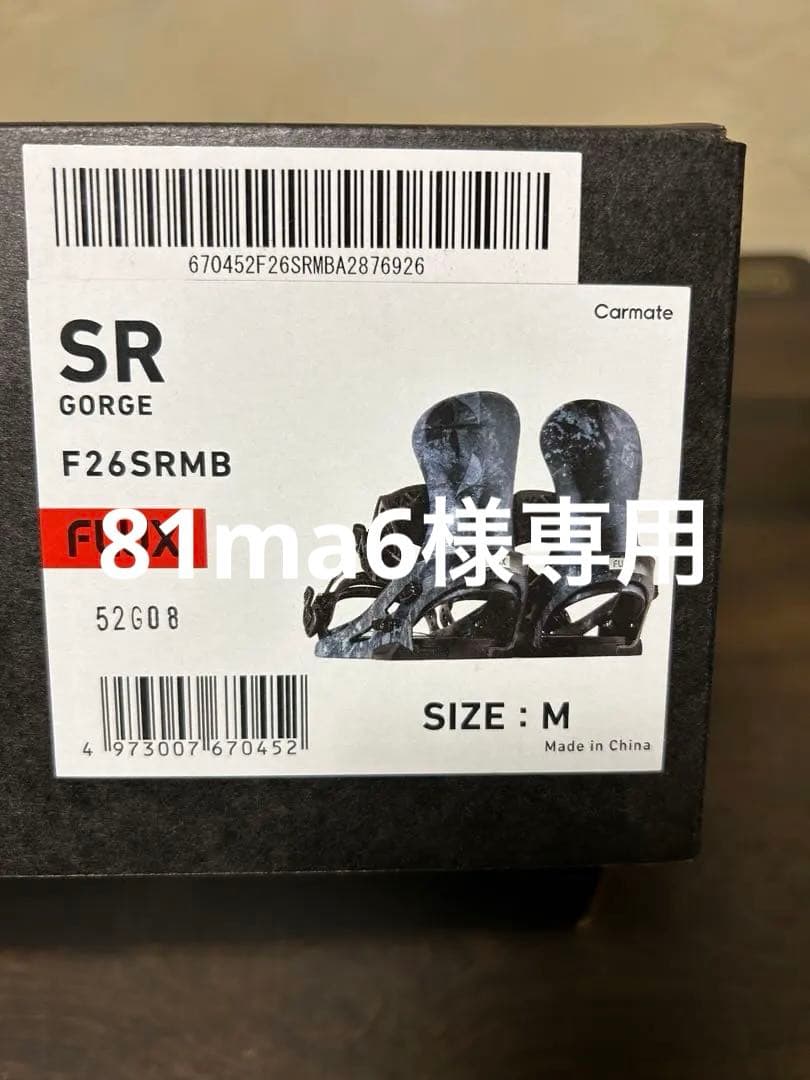 670452F26SRMBA2876926
Carmate
SR
GORGE
F26SRMB
FLUX
81ma6様専用
52G08
SIZE : M
4 973007 670452
Made in China